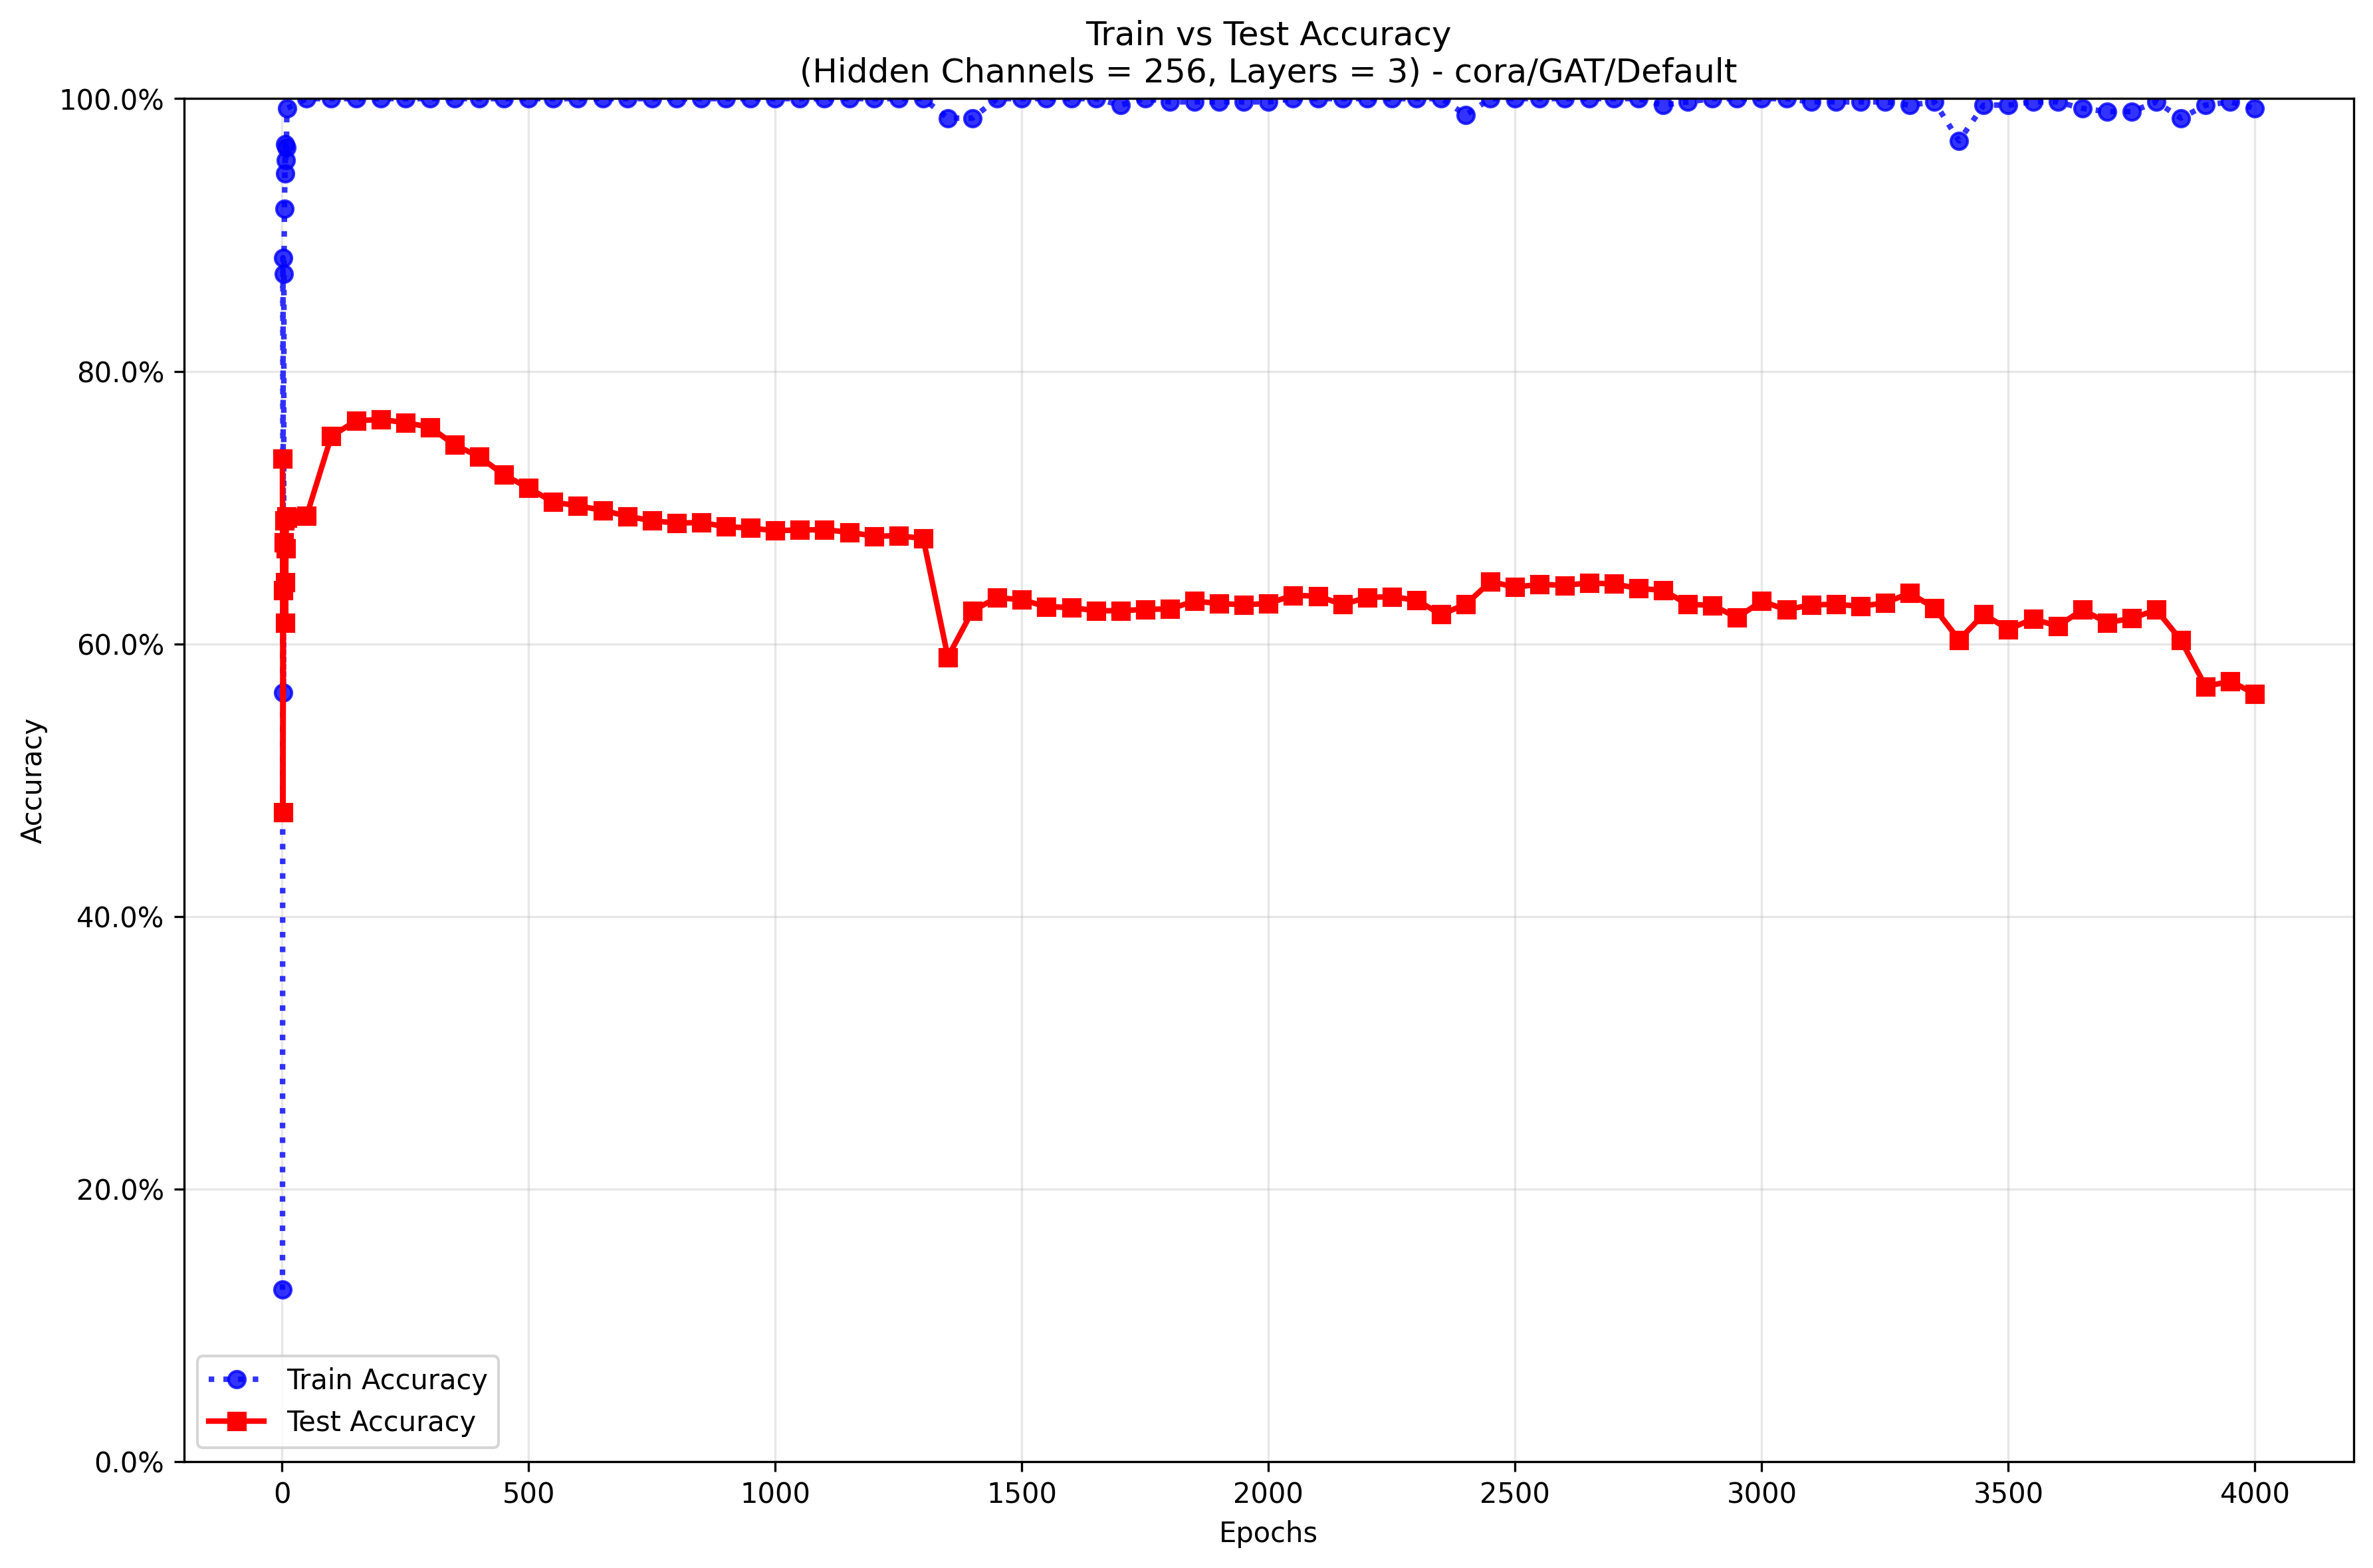 Train vs Test Accuracy
(Hidden Channels = 256, Layers = 3) - cora/GAT/Default
100.0%
80.0%
60.0%
40.0%
20.0%
0.0%
Accuracy
Train Accuracy
Test Accuracy
0 500 1000 1500 2000 2500 3000 3500 4000
Epochs